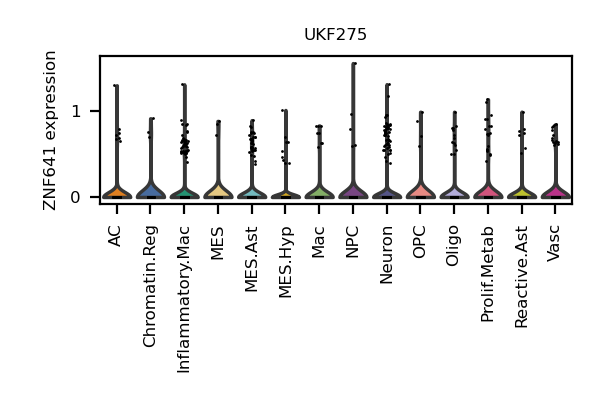 UKF275
ZNF641 expression
1
0
AC
Chromatin.Reg
Inflammatory.Mac
MES
MES.Ast
MES.Hyp
Mac
NPC
Neuron
OPC
Oligo
Prolif.Metab
Reactive.Ast
Vasc